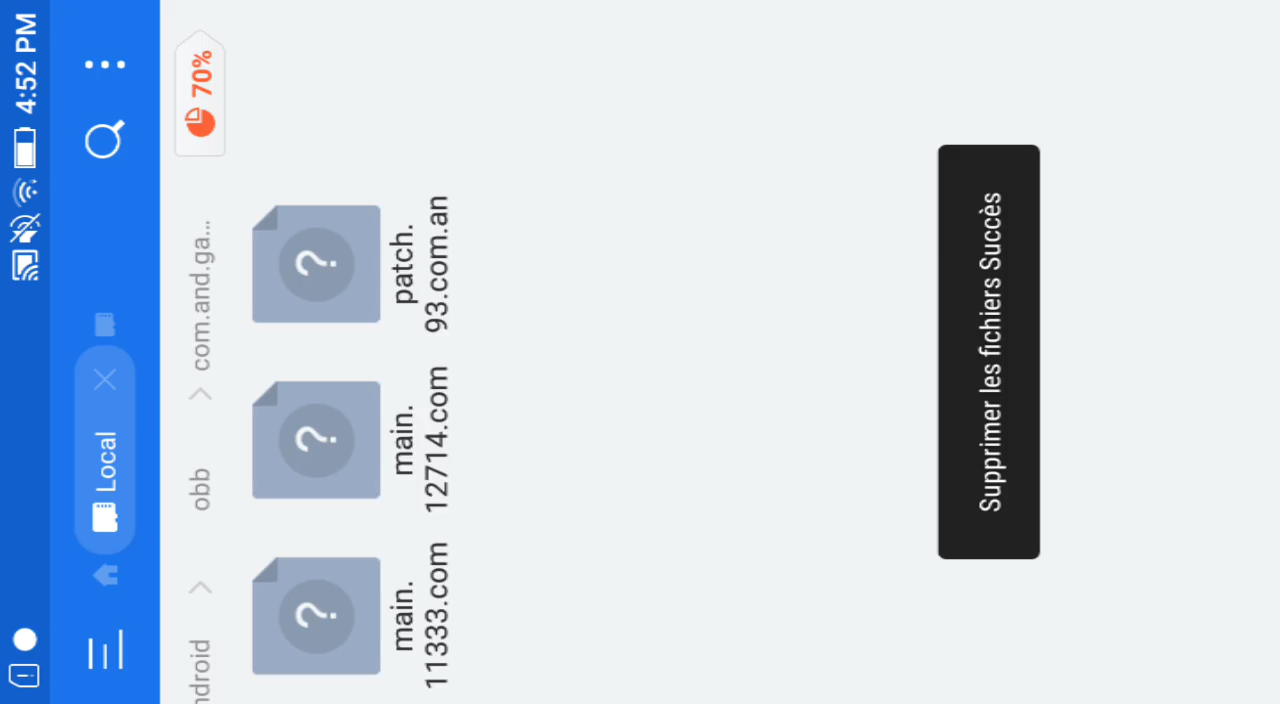 4:52 PM
Local
ndroid
obb
com.and.ga...
70%
main.
11333.com
main.
12714.com
patch.
93.com.an
Supprimer les fichiers Succès